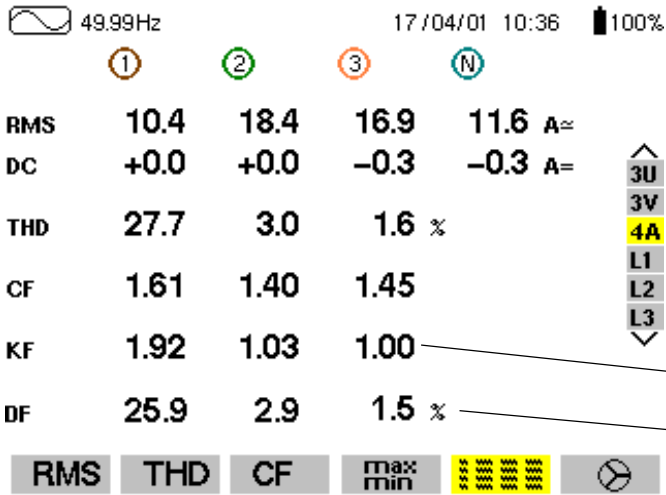 49.99Hz 17/04/01 10:36 100%
1 2 3 N
RMS 10.4 18.4 16.9 11.6 A≃
DC +0.0 +0.0 −0.3 −0.3 A=
3U
3V
THD 27.7 3.0 1.6 %
4A
L1
CF 1.61 1.40 1.45
L2
L3
KF 1.92 1.03 1.00
DF 25.9 2.9 1.5 %
RMS THD CF max min